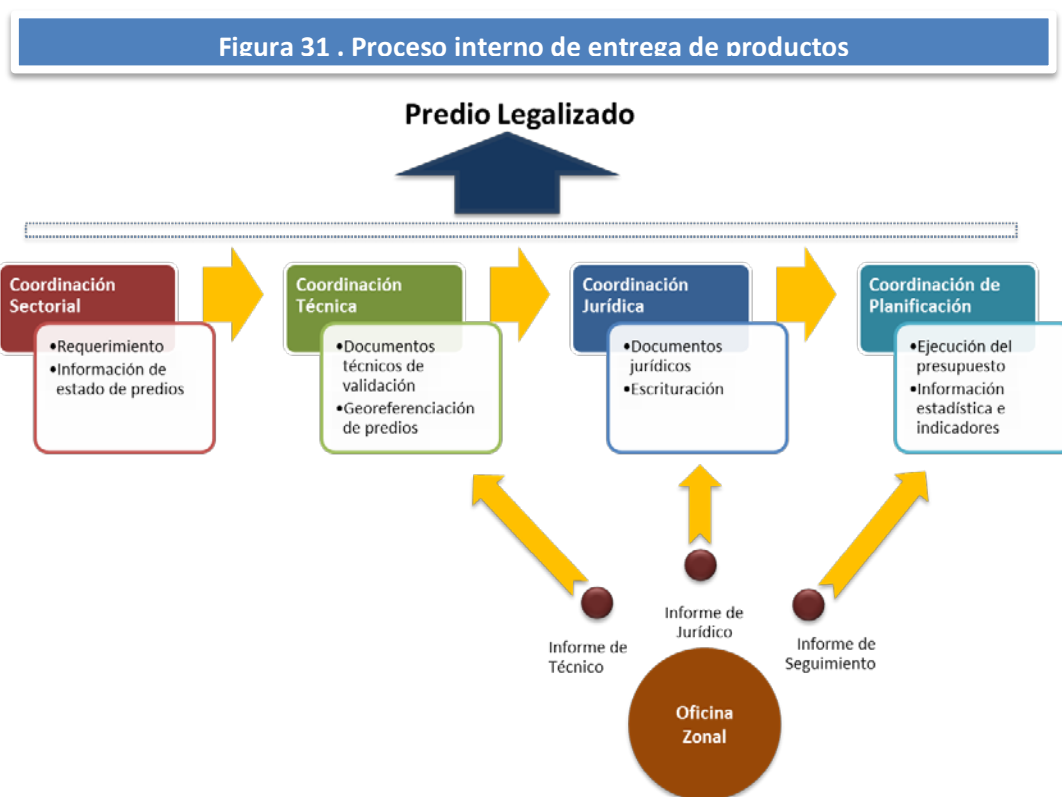 Figura 31 . Proceso interno de entrega de productos
Predio Legalizado
Coordinación
Sectorial
•Requerimiento
•Información de
estado de predios
Coordinación
Técnica
•Documentos
técnicos de
validación
•Georeferenciación
de predios
Coordinación
Jurídica
•Documentos
jurídicos
•Escrituración
Coordinación de
Planificación
•Ejecución del
presupuesto
•Información
estadística e
indicadores
Informe de
Técnico
Informe de
Jurídico
Informe de
Seguimiento
Oficina
Zonal